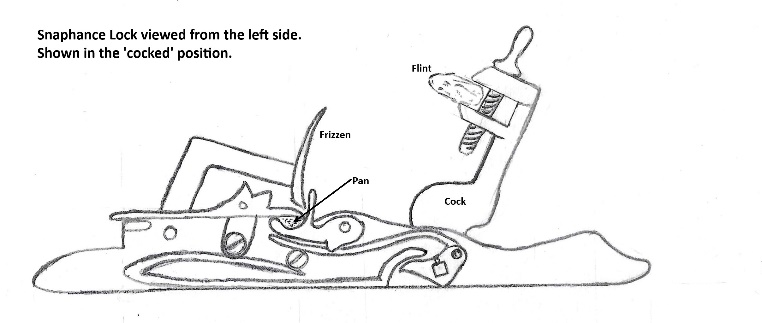 Snaphance Lock viewed from the left side.
Shown in the 'cocked' position.
Flint
Frizzen
Pan
Cock